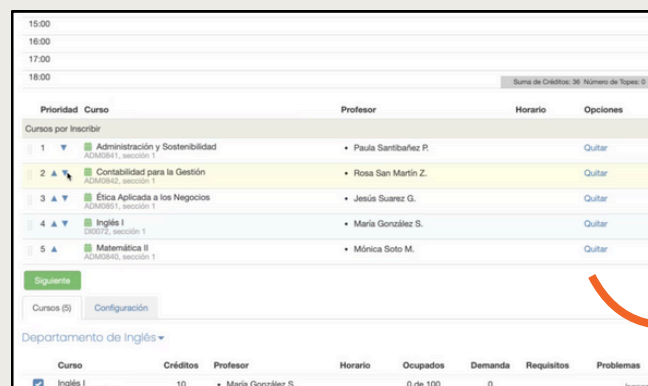 15:00
16:00
17:00
18:00
Suma de Créditos: 36 Número de Topes: 0
Prioridad Curso Profesor Horario Opciones
Cursos por Inscribir
1 Administración y Sostenibilidad • Paula Santibañez P. Quitar
ADM0841, sección 1
2 Contabilidad para la Gestión • Rosa San Martín Z. Quitar
ADM0842, sección 1
3 Ética Aplicada a los Negocios • Jesús Suarez G. Quitar
ADM0851, sección 1
4 Inglés I • María González S. Quitar
DI0072, sección 1
5 Matemática II • Mónica Soto M. Quitar
ADM0840, sección 1
Siguiente
Cursos (5) Configuración
Departamento de Inglés
Curso Créditos Profesor Horario Ocupados Demanda Requisitos Problemas
Inglés I 10 • María González S. 0 de 100 0